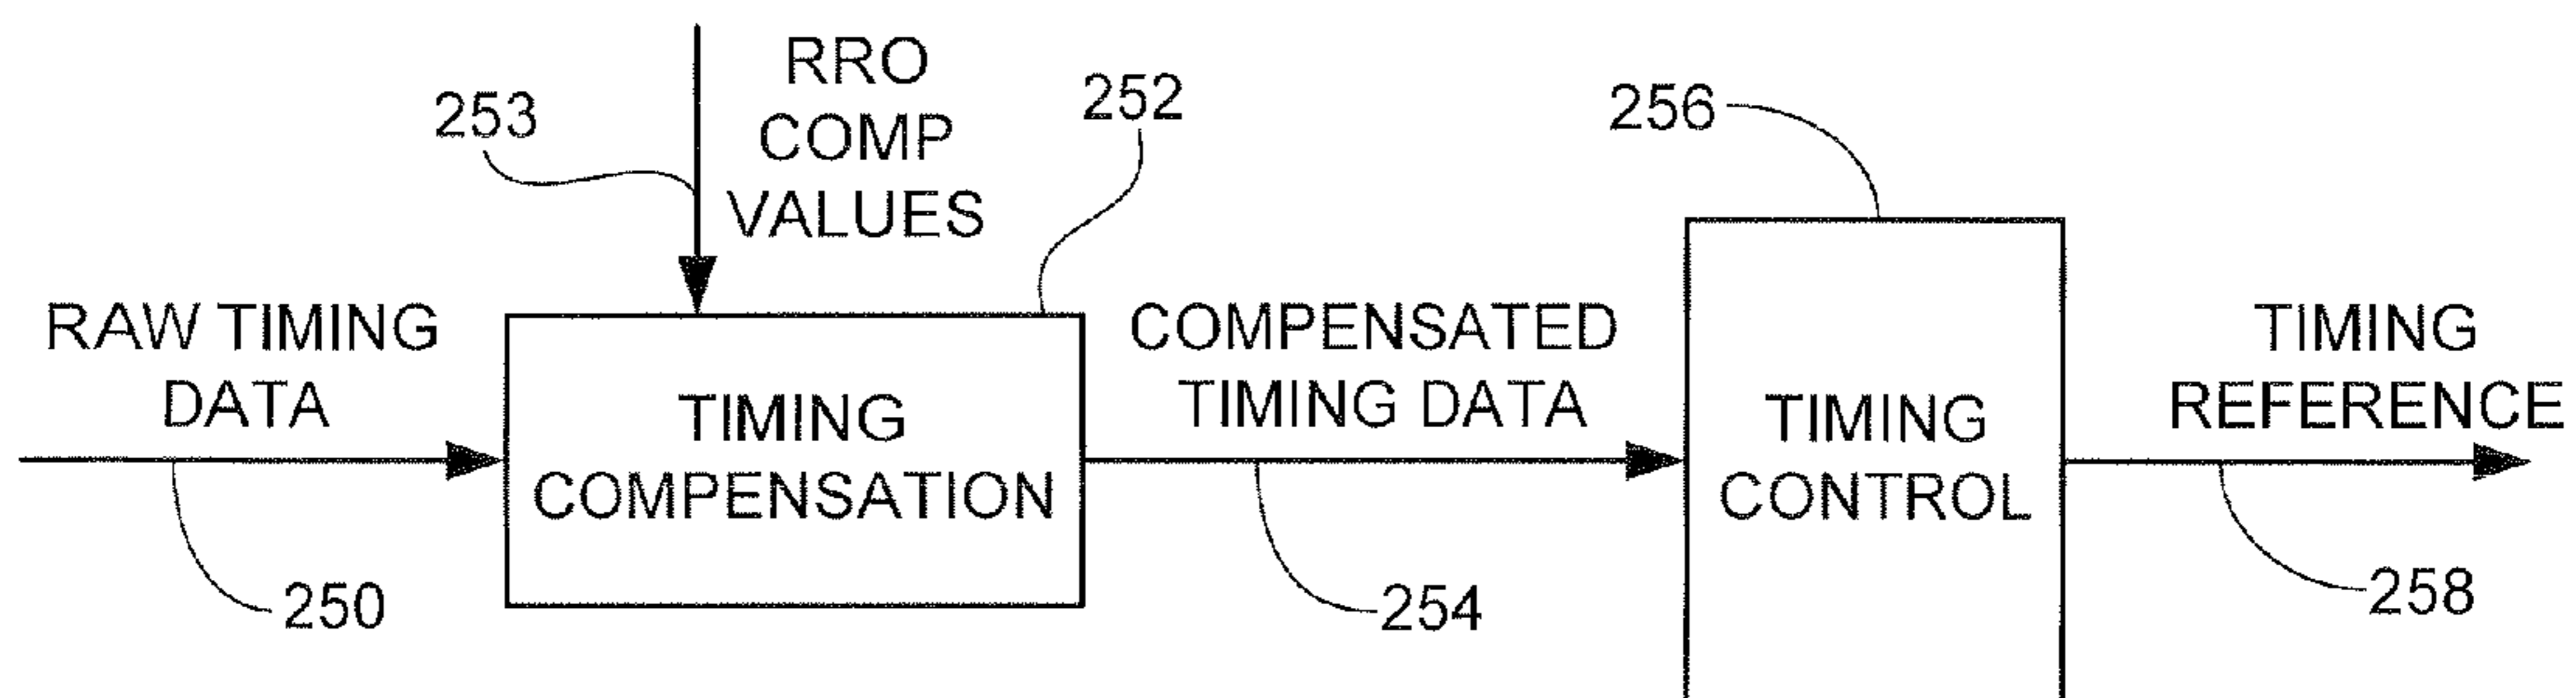 RRO
COMP
VALUES
253
252
256
RAW TIMING
DATA
TIMING
COMPENSATION
COMPENSATED
TIMING DATA
TIMING
CONTROL
TIMING
REFERENCE
250
254
258